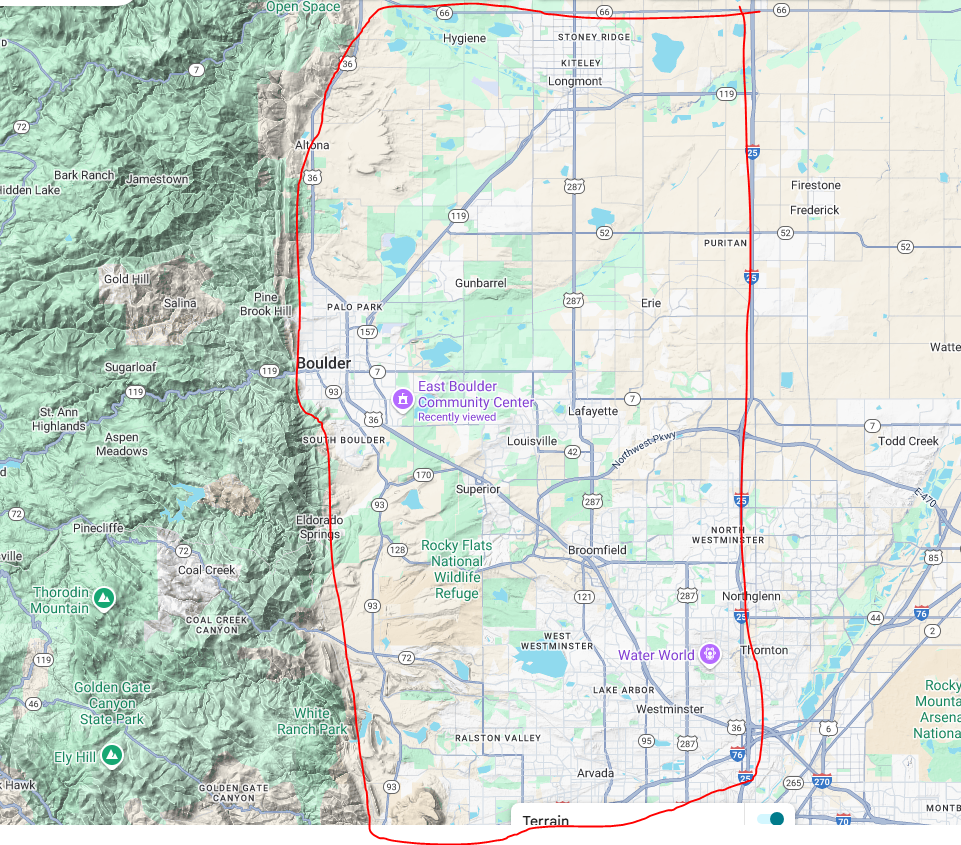 Open Space
66
66
66
D
Hygiene
STONEY RIDGE
36
7
KITELEY
Longmont
119
72
Altona
25
36
Bark Ranch
Jamestown
Hidden Lake
287
Firestone
Frederick
119
52
52
52
PURITAN
Gold Hill
Salina
Pine
Brook Hill
Gunbarrel
25
287
Erie
PALO PARK
157
Watte
Boulder
Sugarloaf
119
7
119
93
East Boulder
Community Center
Recently viewed
7
St. Ann
Highlands
36
Lafayette
7
Aspen
Meadows
SOUTH BOULDER
Louisville
42
Northwest Pkwy
Todd Creek
d
170
Superior
E-470
72
93
287
25
Pinecliffe
Eldorado
Springs
NORTH
WESTMINSTER
ville
72
128
Rocky Flats
National
Wildlife
Refuge
Broomfield
85
Coal Creek
Thorodin
Mountain
93
121
287
Northglenn
76
COAL CREEK
CANYON
25
44
2
119
72
WEST
WESTMINSTER
Water World
Thornton
Golden Gate
Canyon
State Park
46
LAKE ARBOR
Rocky
Mounta
Arsena
Nationa
White
Ranch Park
Westminster
36
6
RALSTON VALLEY
95
287
76
Ely Hill
Arvada
25
265
270
k Hawk
GOLDEN GATE
CANYON
93
MONTB
Terrain
70